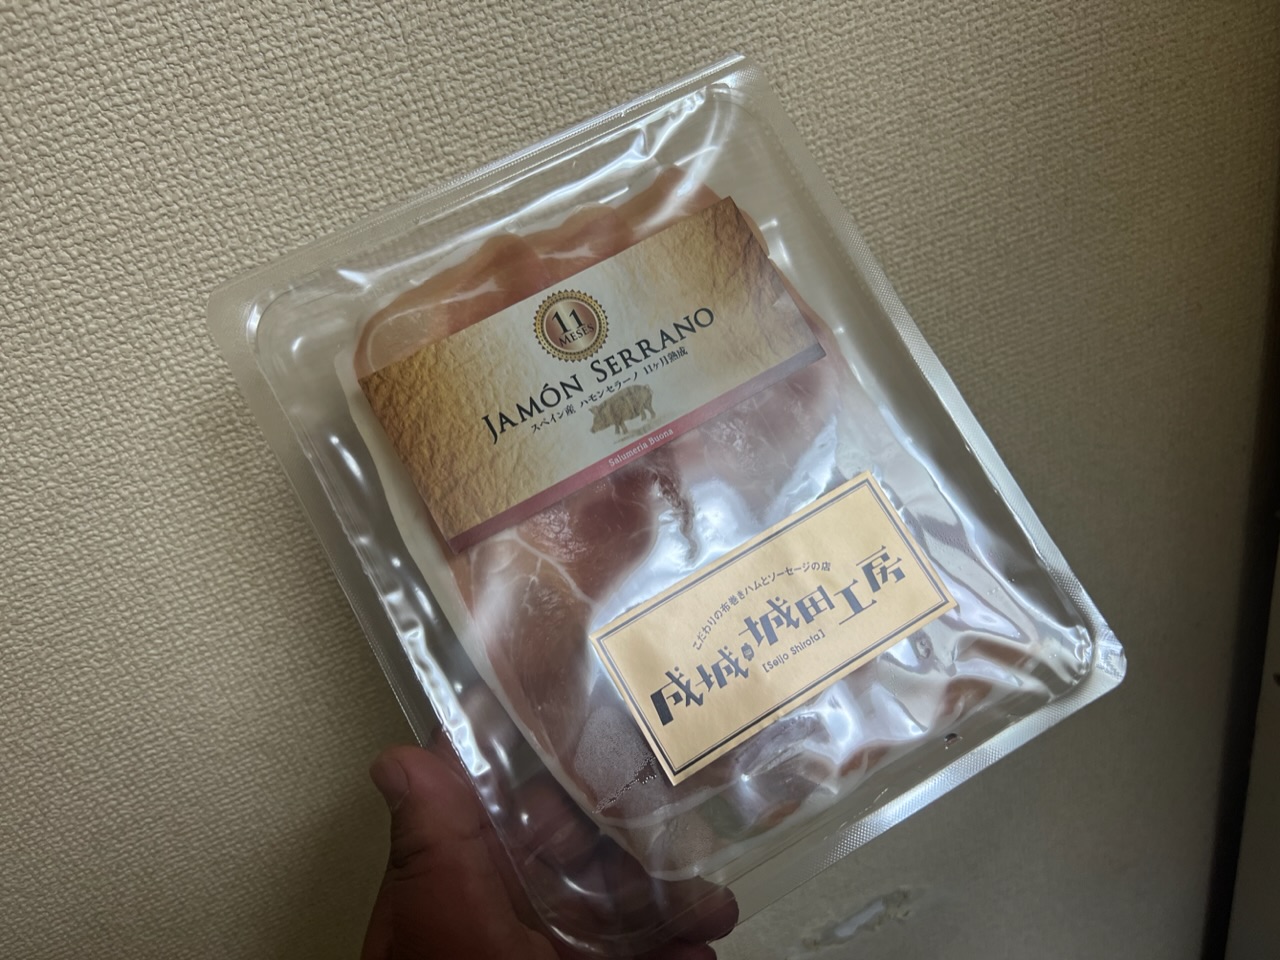 11
MESES
JAMÓN SERRANO
スペイン産 ハモンセラーノ 11ヶ月熟成
Salumeria Buona
こだわりの布巻きハムとソーセージの店
成城・城田工房
[Seijo Shirota]